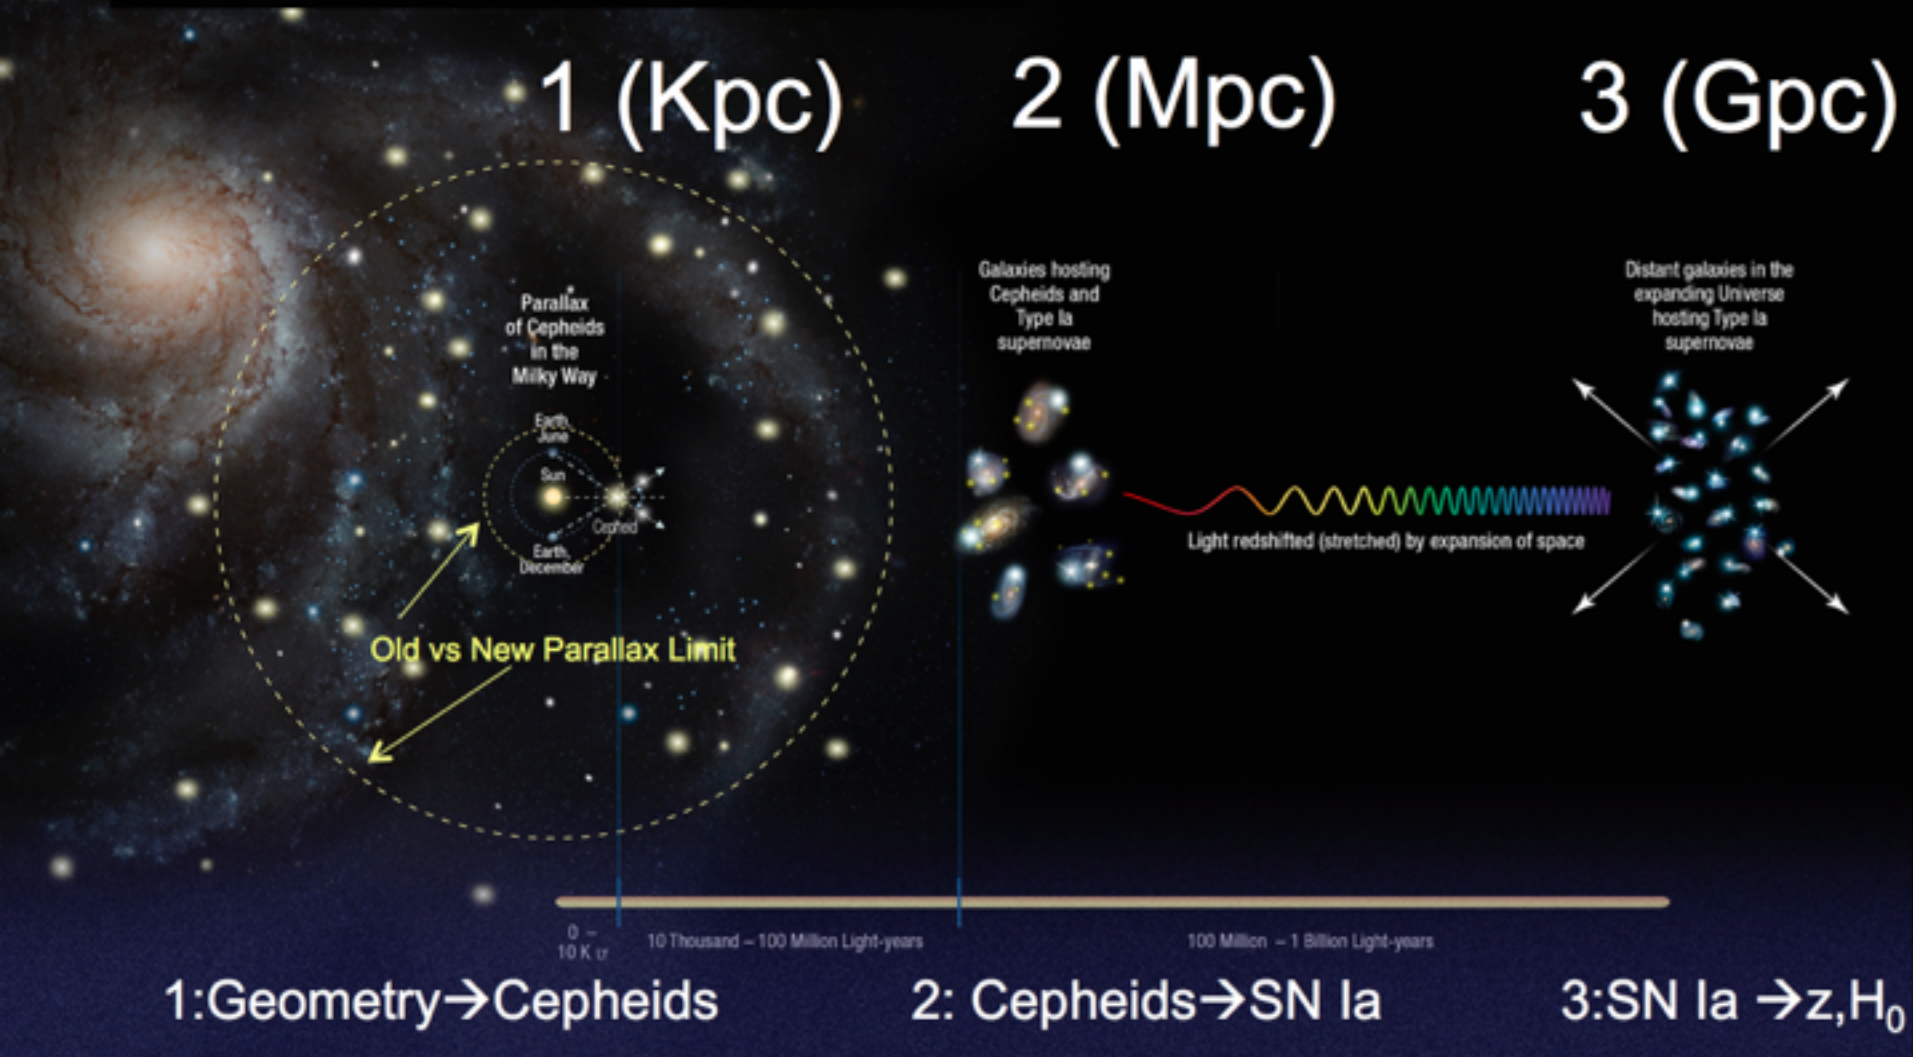 1 (Kpc)
2 (Mpc)
3 (Gpc)
Parallax
of Cepheids
in the
Milky Way
Earth,
June
Sun
Cepheid
Earth,
December
Old vs New Parallax Limit
Galaxies hosting
Cepheids and
Type Ia
supernovae
Light redshifted (stretched) by expansion of space
Distant galaxies in the
expanding Universe
hosting Type Ia
supernovae
0 –
10 K LY
10 Thousand – 100 Million Light-years
100 Million – 1 Billion Light-years
1:Geometry→Cepheids
2: Cepheids→SN Ia
3:SN Ia →z,H₀